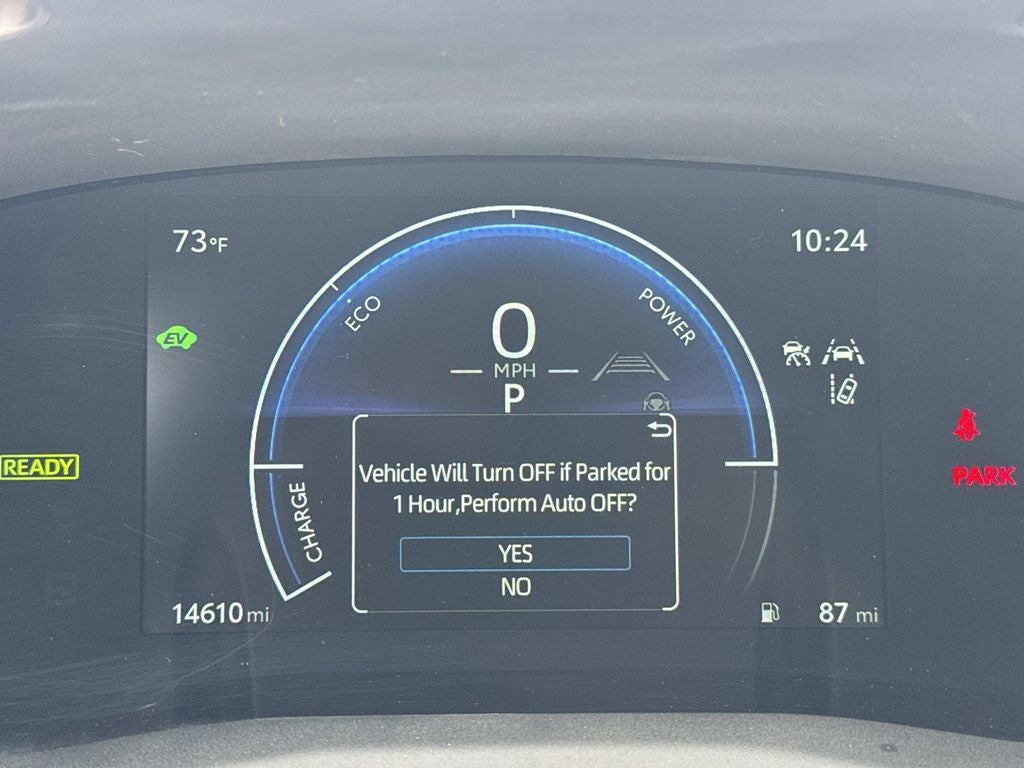 73°F
10:24
ECO
POWER
0
MPH
P
EV
READY
PARK
Vehicle Will Turn OFF if Parked for
1 Hour,Perform Auto OFF?
YES
NO
CHARGE
14610 mi
87 mi